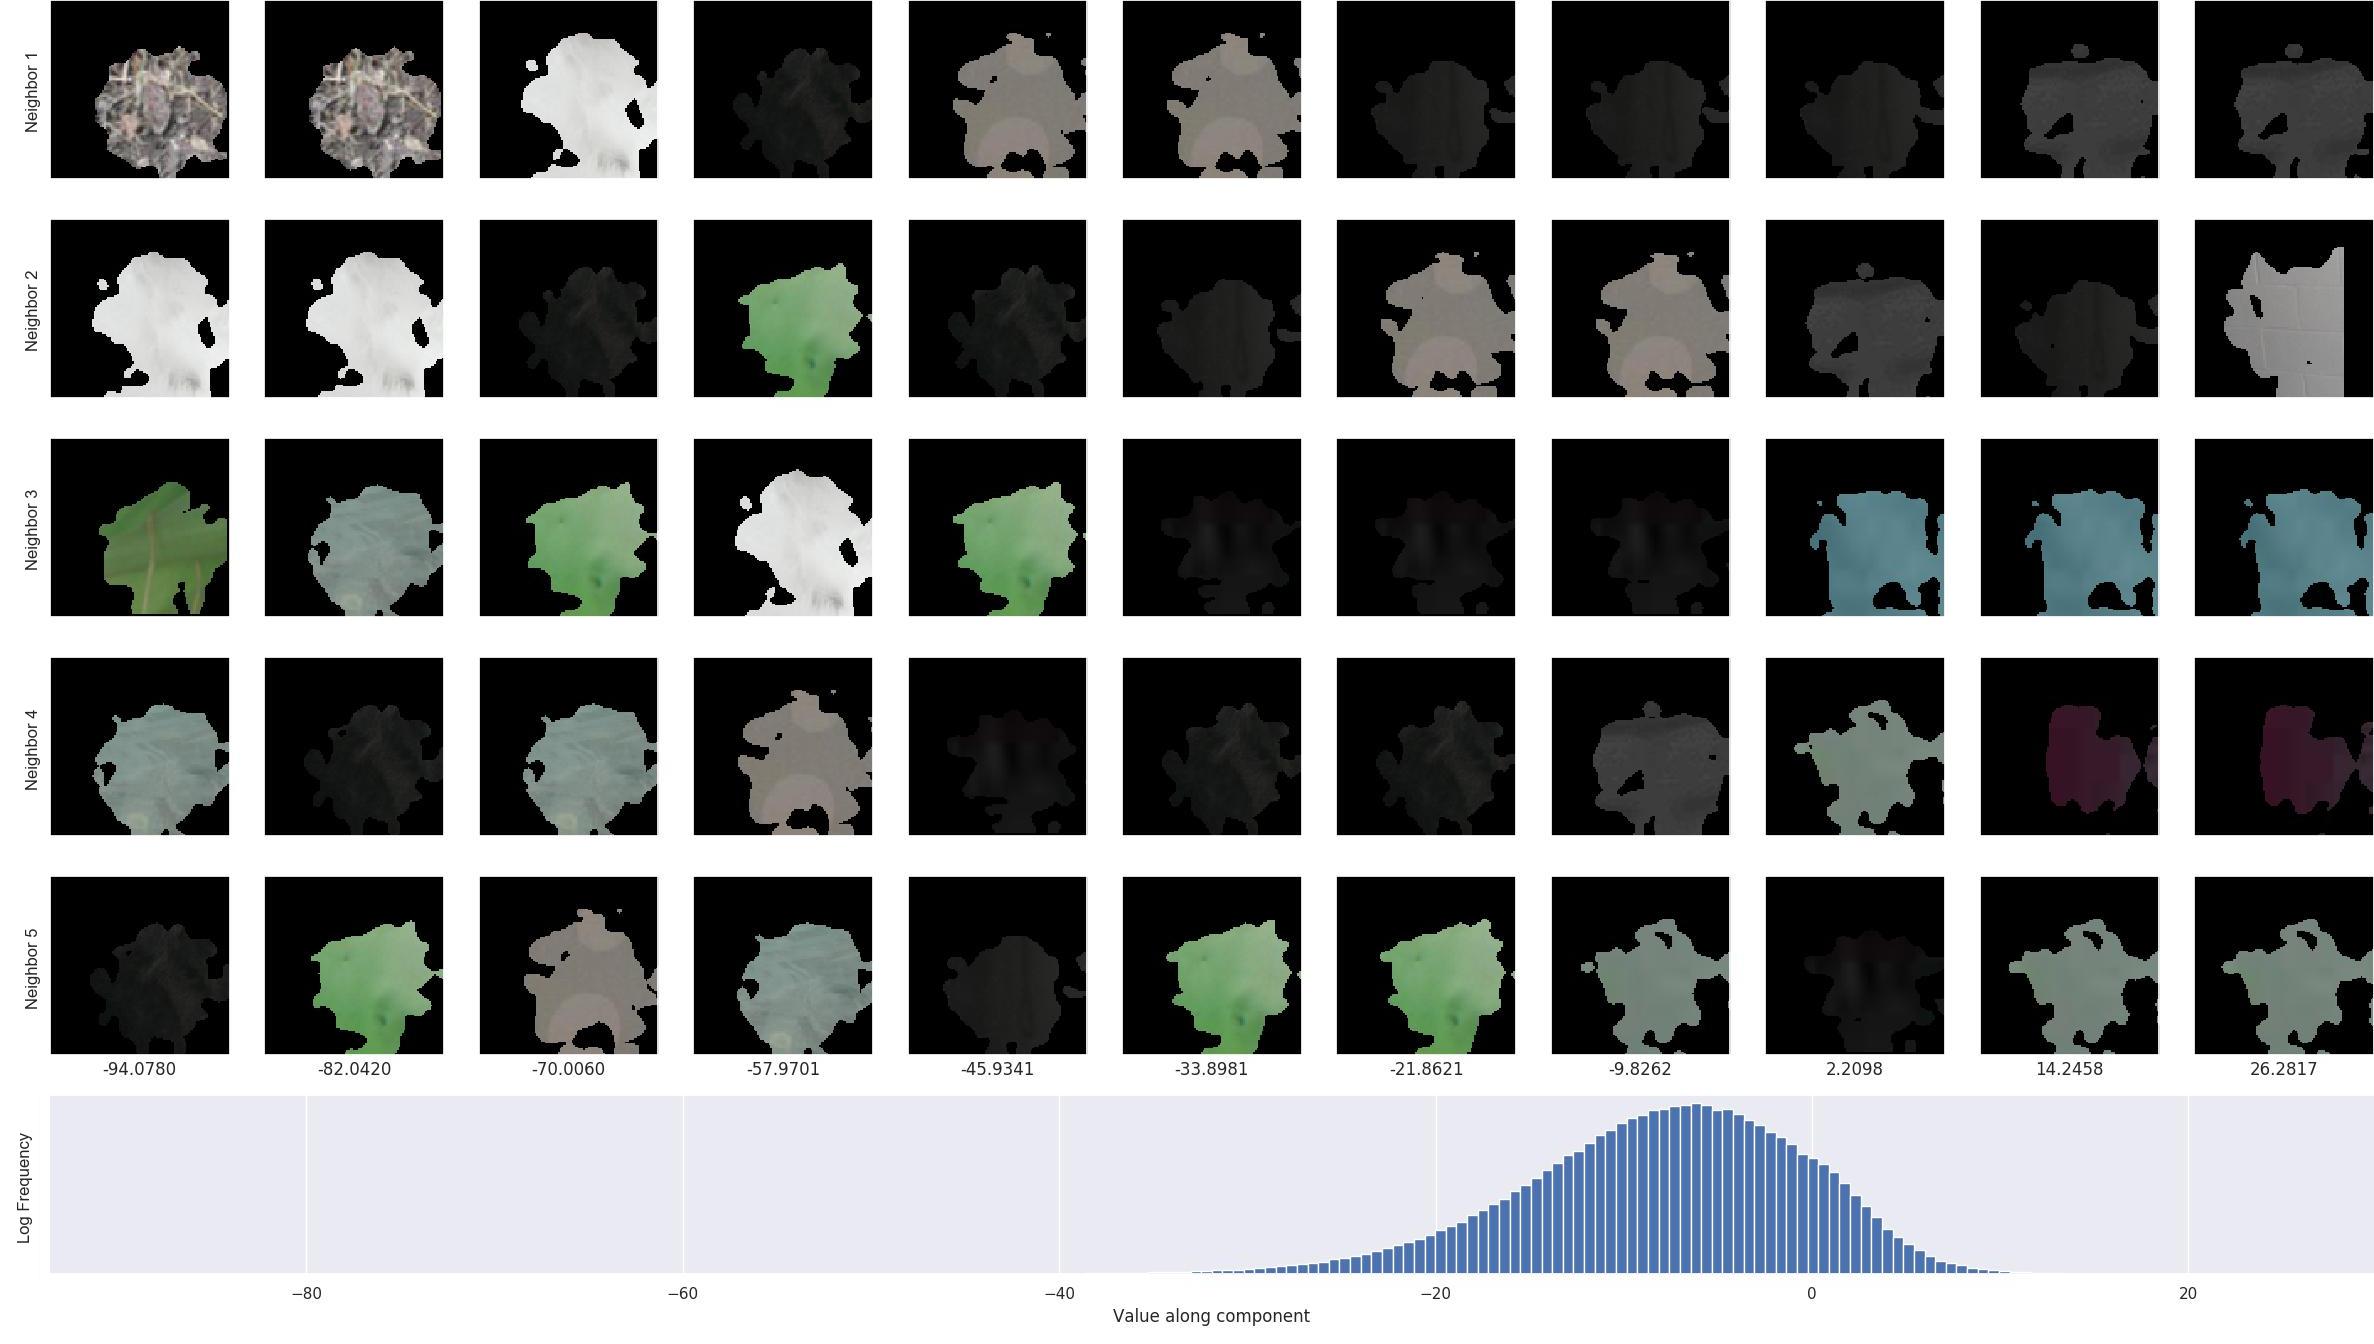 Neighbor 1
Neighbor 2
Neighbor 3
Neighbor 4
Neighbor 5
-94.0780 -82.0420 -70.0060 -57.9701 -45.9341 -33.8981 -21.8621 -9.8262 2.2098 14.2458 26.2817
Log Frequency
−80 −60 −40 −20 0 20
Value along component